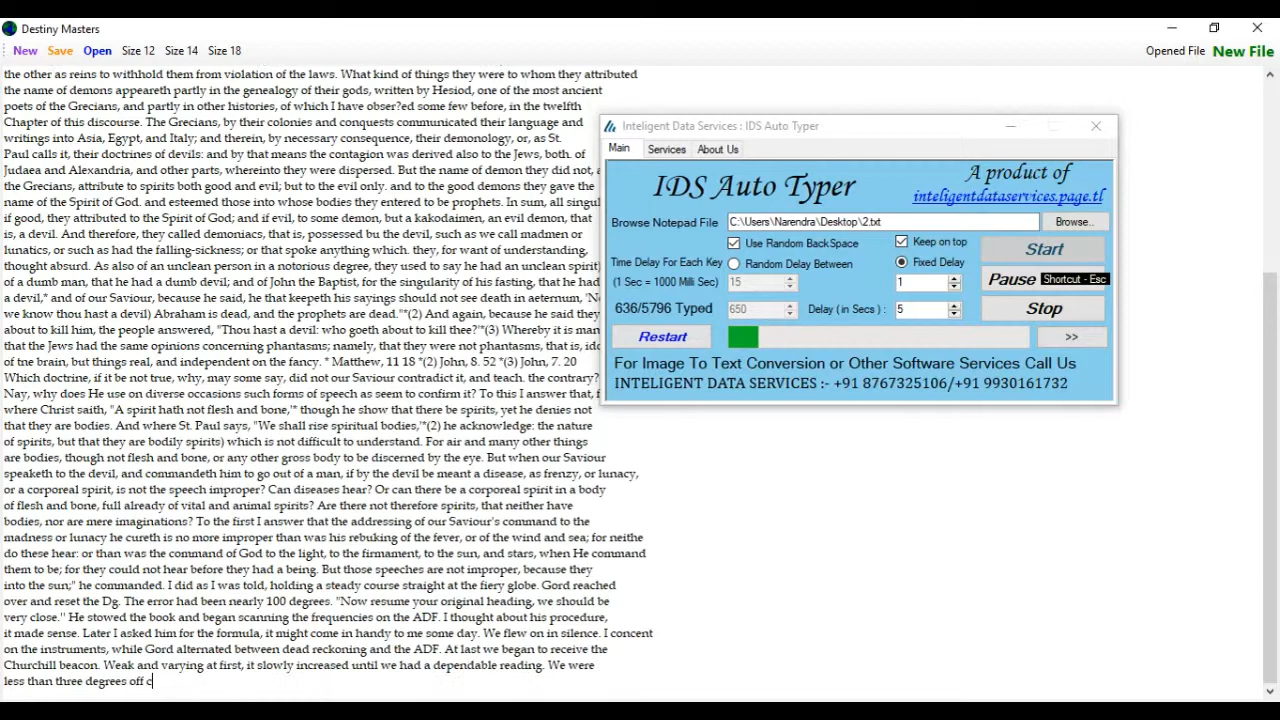 Destiny Masters
New Save Open Size 12 Size 14 Size 18
Opened File New File
the other as reins to withhold them from violation of the laws. What kind of things they were to whom they attributed
the name of demons appeareth partly in the genealogy of their gods, written by Hesiod, one of the most ancient
poets of the Grecians, and partly in other histories, of which I have obser?ed some few before, in the twelfth
Chapter of this discourse. The Grecians, by their colonies and conquests communicated their language and
writings into Asia, Egypt, and Italy; and therein, by necessary consequence, their demonology, or, as St.
Paul calls it, their doctrines of devils: and by that means the contagion was derived also to the Jews, both. of
Judaea and Alexandria, and other parts, whereinto they were dispersed. But the name of demon they did not, a
the Grecians, attribute to spirits both good and evil; but to the evil only. and to the good demons they gave the
name of the Spirit of God. and esteemed those into whose bodies they entered to be prophets. In sum, all singul
if good, they attributed to the Spirit of God; and if evil, to some demon, but a kakodaimen, an evil demon, that
is, a devil. And therefore, they called demoniacs, that is, possessed bu the devil, such as we call madmen or
lunatics, or such as had the falling-sickness; or that spoke anything which. they, for want of understanding,
thought absurd. As also of an unclean person in a notorious degree, they used to say he had an unclean spirit;
of a dumb man, that he had a dumb devil; and of John the Baptist, for the singularity of his fasting, that he had
a devil,* and of our Saviour, because he said, he that keepeth his sayings should not see death in aeternum, "N
we know thou hast a devil) Abraham is dead, and the prophets are dead."*(2) And again, because he said they
about to kill him, the people answered, "Thou hast a devil: who goeth about to kill thee?'*(3) Whereby it is man
that the Jews had the same opinions concerning phantasms; namely, that they were not phantasms, that is, ido
of tne brain, but things real, and independent on the fancy. * Matthew, 11 18 *(2) John, 8. 52 *(3) John, 7. 20
Which doctrine, if it be not true, why, may some say, did not our Saviour contradict it, and teach. the contrary?
Nay, why does He use on diverse occasions such forms of speech as seem to confirm it? To this I answer that, f
where Christ saith, "A spirit hath not flesh and bone,'* though he show that there be spirits, yet he denies not
that they are bodies. And where St. Paul says, "We shall rise spiritual bodies,'*(2) he acknowledge: the nature
of spirits, but that they are bodily spirits) which is not difficult to understand. For air and many other things
are bodies, though not flesh and bone, or any other gross body to be discerned by the eye. But when our Saviour
speaketh to the devil, and commandeth him to go out of a man, if by the devil be meant a disease, as frenzy, or lunacy,
or a corporeal spirit, is not the speech improper? Can diseases hear? Or can there be a corporeal spirit in a body
of flesh and bone, full already of vital and animal spirits? Are there not therefore spirits, that neither have
bodies, nor are mere imaginations? To the first I answer that the addressing of our Saviour's command to the
madness or lunacy he cureth is no more improper than was his rebuking of the fever, or of the wind and sea; for neithe
do these hear: or than was the command of God to the light, to the firmament, to the sun, and stars, when He command
them to be; for they could not hear before they had a being. But those speeches are not improper, because they
into the sun;" he commanded. I did as I was told, holding a steady course straight at the fiery globe. Gord reached
over and reset the Dg. The error had been nearly 100 degrees. "Now resume your original heading, we should be
very close." He stowed the book and began scanning the frequencies on the ADF. I thought about his procedure,
it made sense. Later I asked him for the formula, it might come in handy to me some day. We flew on in silence. I concent
on the instruments, while Gord alternated between dead reckoning and the ADF. At last we began to receive the
Churchill beacon. Weak and varying at first, it slowly increased until we had a dependable reading. We were
less than three degrees off c
Inteligent Data Services : IDS Auto Typer
Main Services About Us
IDS Auto Typer
A product of
inteligentdataservices.page.tl
Browse Notepad File C:\Users\Narendra\Desktop\2.txt Browse..
Use Random BackSpace Keep on top Start
Time Delay For Each Key Random Delay Between Fixed Delay
(1 Sec = 1000 Milli Sec) 15 1 Pause Shortcut - Esc
636/5796 Typed 650 Delay (in Secs ) : 5 Stop
Restart >>
For Image To Text Conversion or Other Software Services Call Us
INTELIGENT DATA SERVICES :- +91 8767325106/+91 9930161732